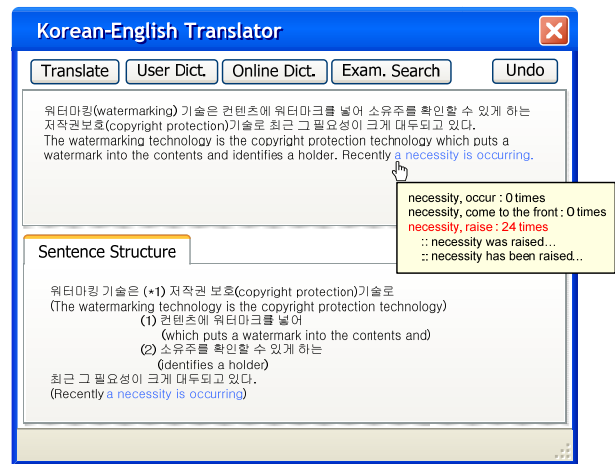 Korean-English Translator
Translate User Dict. Online Dict. Exam. Search Undo
워터마킹(watermarking) 기술은 컨텐츠에 워터마크를 넣어 소유주를 확인할 수 있게 하는
저작권보호(copyright protection)기술로 최근 그 필요성이 크게 대두되고 있다.
The watermarking technology is the copyright protection technology which puts a
watermark into the contents and identifies a holder. Recently a necessity is occurring.
necessity, occur : 0 times
necessity, come to the front : 0 times
necessity, raise : 24 times
:: necessity was raised...
:: necessity has been raised...
Sentence Structure
워터마킹 기술은 (*1) 저작권 보호(copyright protection)기술로
(The watermarking technology is the copyright protection technology)
(1) 컨텐츠에 워터마크를 넣어
(which puts a watermark into the contents and)
(2) 소유주를 확인할 수 있게 하는
(identifies a holder)
최근 그 필요성이 크게 대두되고 있다.
(Recently a necessity is occurring)